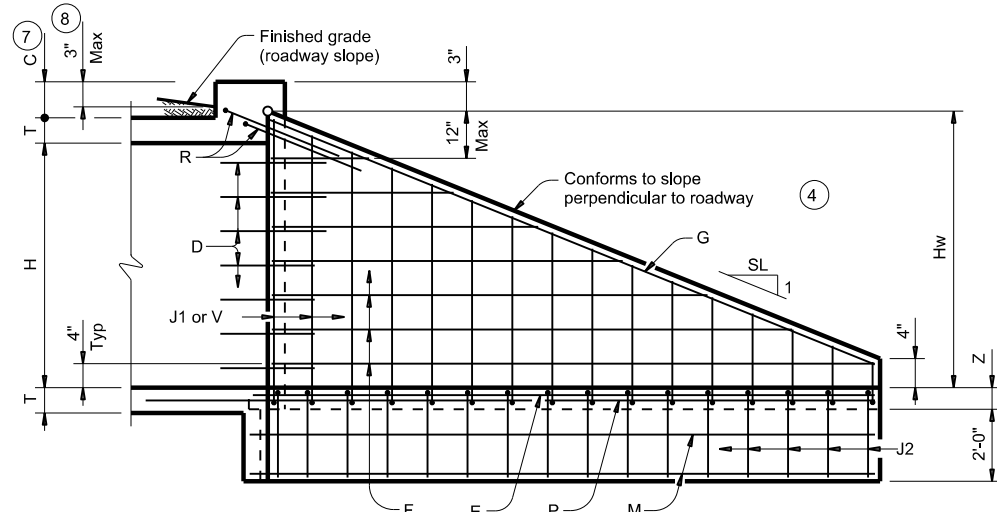 7
8
C
3"
Max
Finished grade
(roadway slope)
3"
12"
Max
T
R
Conforms to slope
perpendicular to roadway
4
G
SL
1
Hw
H
D
J1 or V
4"
Typ
4"
Z
T
2'-0"
J2
F
E
P
M